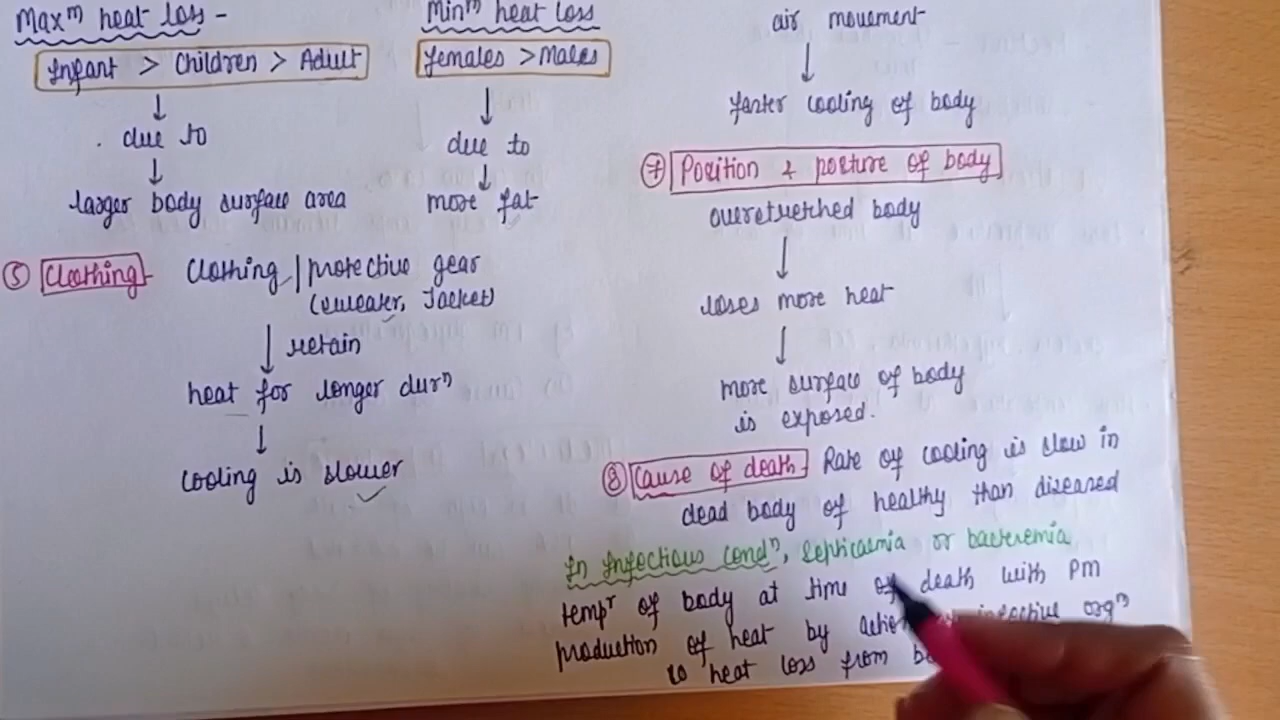 Maxᵐ heat loss -
Infant > Children > Adult
due to
larger body surface area
Minᵐ heat loss
females > Males
due to
more fat
⑤ Clothing - Clothing / protective gear
(sweater, Jacket)
retain
heat for longer durⁿ
cooling is slower
air movement
faster cooling of body
⑦ Position & posture of body
overstretched body
loses more heat
more surface of body
is exposed.
⑧ Cause of death Rate of cooling is slow in
dead body of healthy than diseased
In Infectious condⁿ, septicaemia or bacteremia
tempʳ of body at time of death with PM
production of heat by infective orgⁿ
to heat loss from